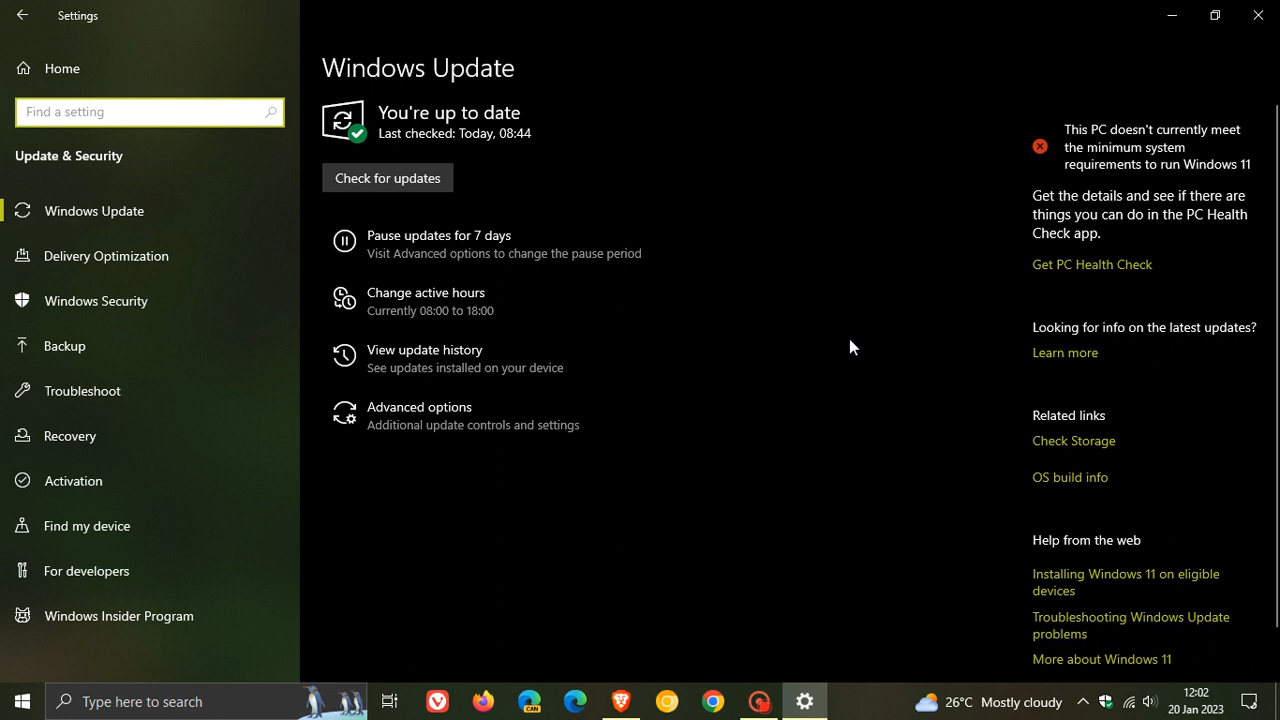 Settings
Home
Find a setting
Update & Security
Windows Update
Delivery Optimization
Windows Security
Backup
Troubleshoot
Recovery
Activation
Find my device
For developers
Windows Insider Program
Windows Update
You're up to date
Last checked: Today, 08:44
Check for updates
Pause updates for 7 days
Visit Advanced options to change the pause period
Change active hours
Currently 08:00 to 18:00
View update history
See updates installed on your device
Advanced options
Additional update controls and settings
This PC doesn't currently meet
the minimum system
requirements to run Windows 11
Get the details and see if there are
things you can do in the PC Health
Check app.
Get PC Health Check
Looking for info on the latest updates?
Learn more
Related links
Check Storage
OS build info
Help from the web
Installing Windows 11 on eligible
devices
Troubleshooting Windows Update
problems
More about Windows 11
Type here to search
CAN
26°C Mostly cloudy
12:02
20 Jan 2023